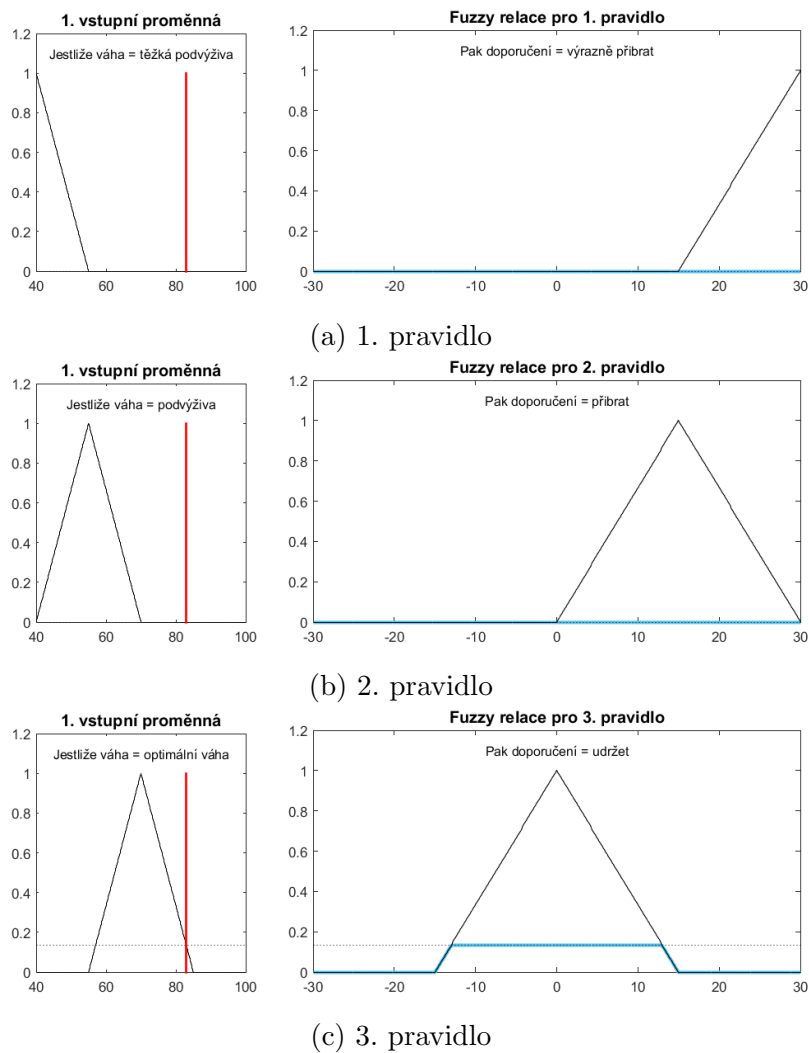 1. vstupní proměnná
Jestliže váha = těžká podvýživa
1.2
1
0.8
0.6
0.4
0.2
0
40 60 80 100
Fuzzy relace pro 1. pravidlo
Pak doporučení = výrazně přibrat
1.2
1
0.8
0.6
0.4
0.2
0
-30 -20 -10 0 10 20 30
(a) 1. pravidlo
1. vstupní proměnná
Jestliže váha = podvýživa
1.2
1
0.8
0.6
0.4
0.2
0
40 60 80 100
Fuzzy relace pro 2. pravidlo
Pak doporučení = přibrat
1.2
1
0.8
0.6
0.4
0.2
0
-30 -20 -10 0 10 20 30
(b) 2. pravidlo
1. vstupní proměnná
Jestliže váha = optimální váha
1.2
1
0.8
0.6
0.4
0.2
0
40 60 80 100
Fuzzy relace pro 3. pravidlo
Pak doporučení = udržet
1.2
1
0.8
0.6
0.4
0.2
0
-30 -20 -10 0 10 20 30
(c) 3. pravidlo